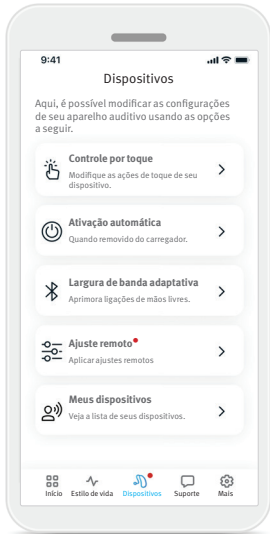 9:41
Dispositivos
Aqui, é possível modificar as configurações
de seu aparelho auditivo usando as opções
a seguir.
Controle por toque
Modifique as ações de toque de seu
dispositivo.
Ativação automática
Quando removido do carregador.
Largura de banda adaptativa
Aprimora ligações de mãos livres.
Ajuste remoto
Aplicar ajustes remotos
Meus dispositivos
Veja a lista de seus dispositivos.
Início Estilo de vida Dispositivos Suporte Mais